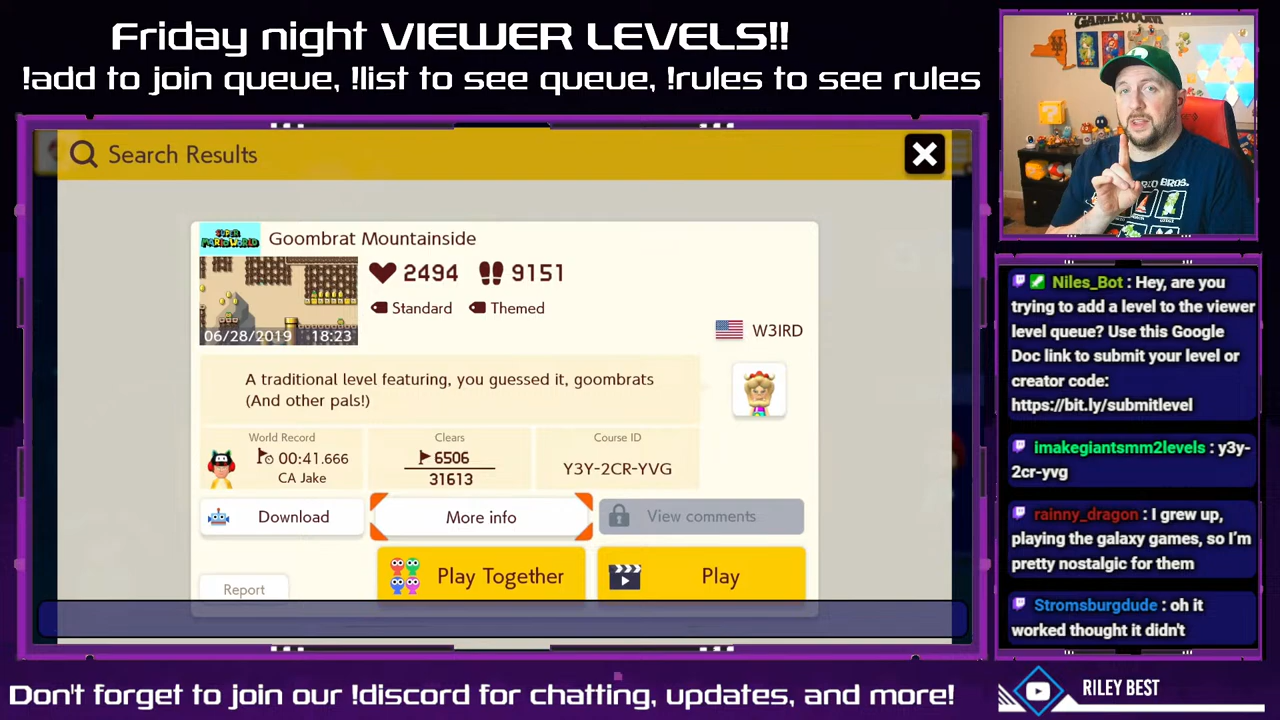 Friday night VIEWER LEVELS!!
!add to join queue, !list to see queue, !rules to see rules
GAMEROOM
Search Results
SUPER MARIO WORLD
Goombrat Mountainside
2494 9151
Standard Themed
06/28/2019 18:23
W3IRD
A traditional level featuring, you guessed it, goombrats
(And other pals!)
World Record
00:41.666
CA Jake
Clears
6506
31613
Course ID
Y3Y-2CR-YVG
Download
More info
View comments
Report
Play Together
Play
BROS.
Niles_Bot : Hey, are you
trying to add a level to the viewer
level queue? Use this Google
Doc link to submit your level or
creator code:
https://bit.ly/submitlevel
imakegiantsmm2levels : y3y-
2cr-yvg
rainny_dragon : I grew up,
playing the galaxy games, so I'm
pretty nostalgic for them
Stromsburgdude : oh it
worked thought it didn't
Don't forget to join our !discord for chatting, updates, and more!
RILEY BEST